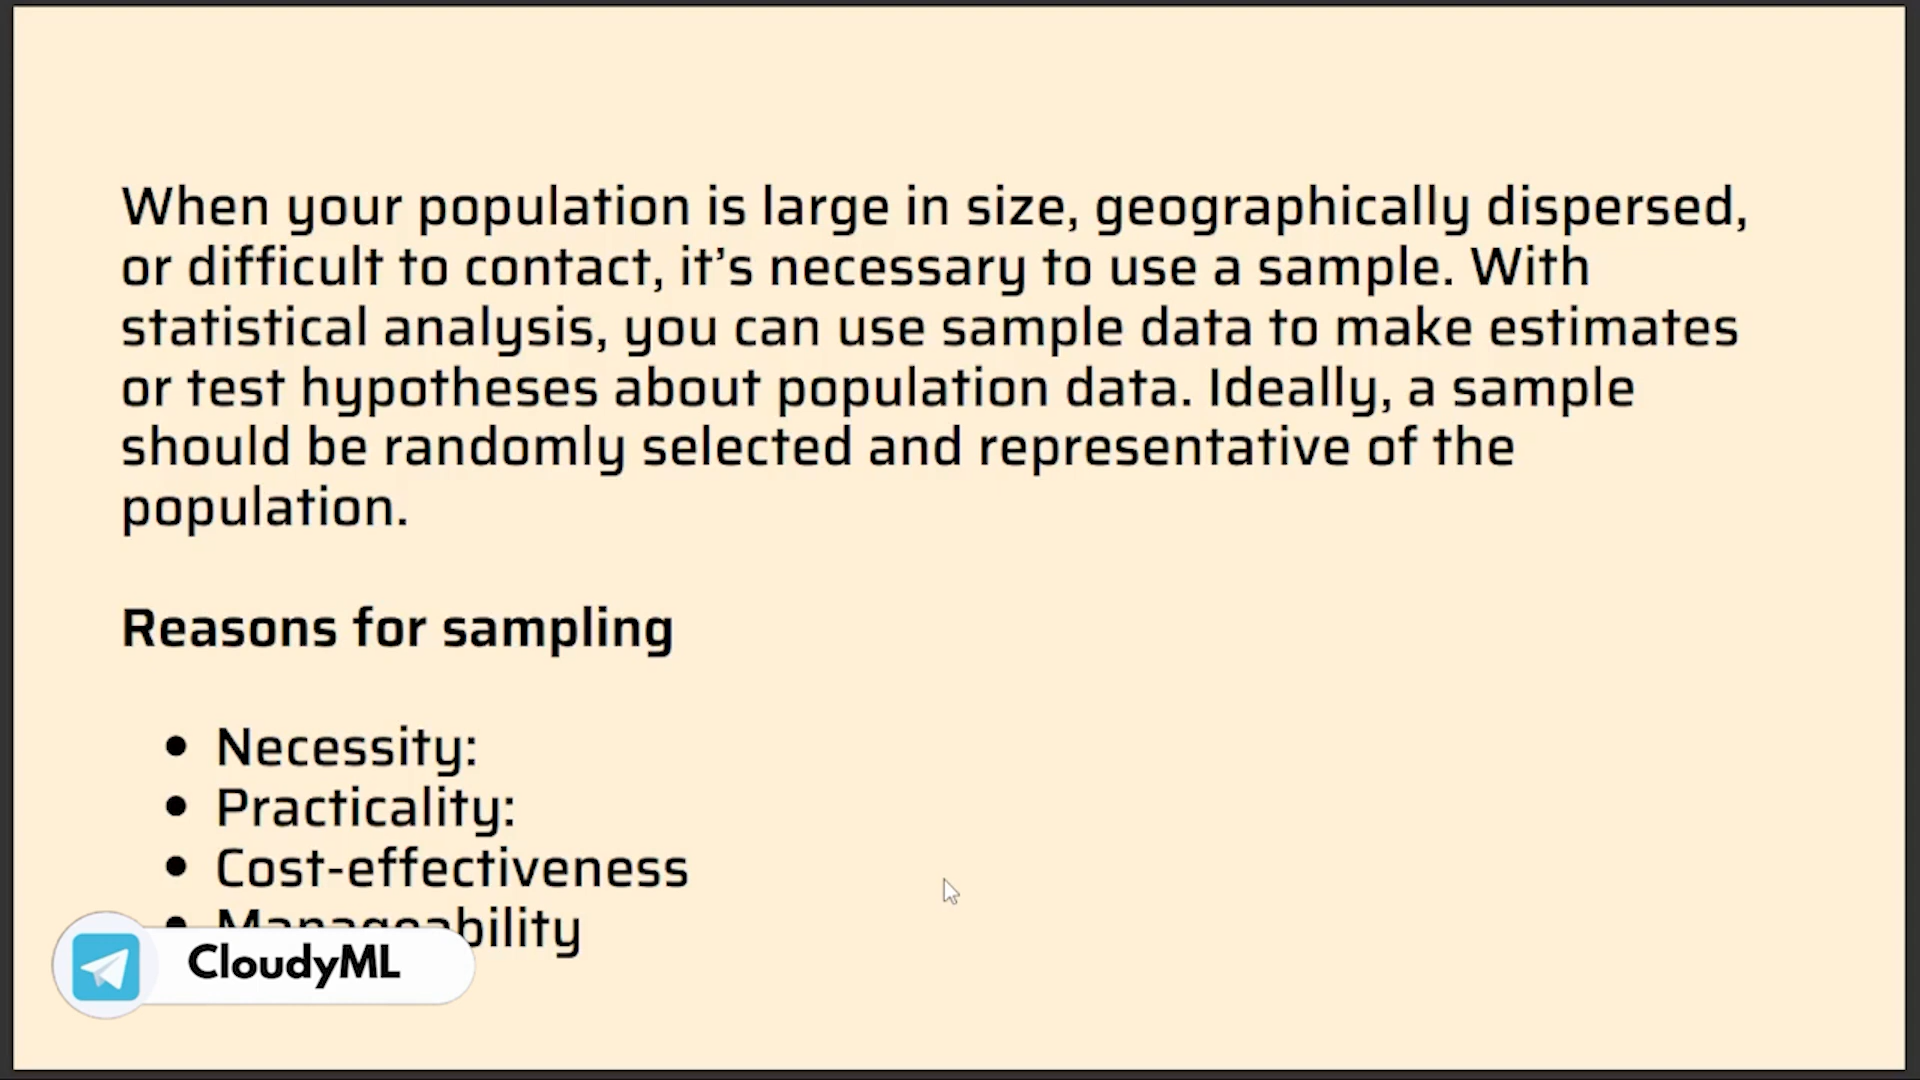 When your population is large in size, geographically dispersed,
or difficult to contact, it’s necessary to use a sample. With
statistical analysis, you can use sample data to make estimates
or test hypotheses about population data. Ideally, a sample
should be randomly selected and representative of the
population.
Reasons for sampling
• Necessity:
• Practicality:
• Cost-effectiveness
• Manageability
CloudyML